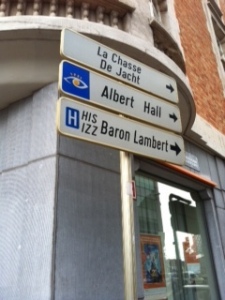 La Chasse
De Jacht
Albert Hall
H HIS
IZZ Baron Lambert